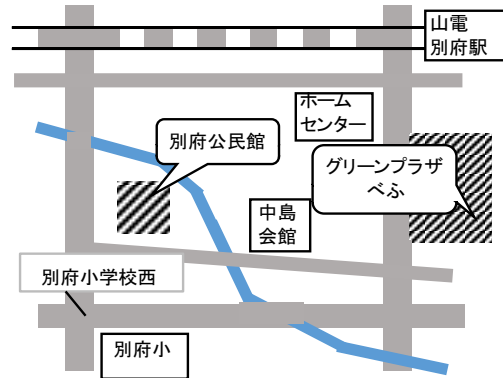 山電
別府駅
ホーム
センター
別府公民館
グリーンプラザ
べふ
中島
会館
別府小学校西
別府小